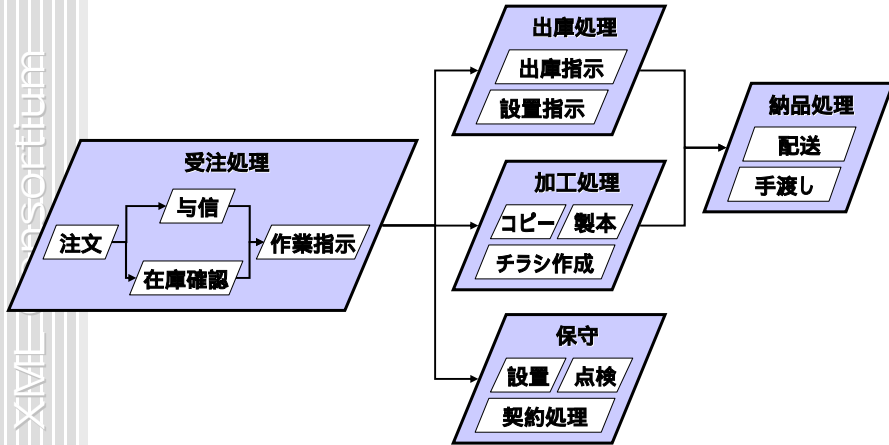 XML Consortium
受注処理
注文
与信
在庫確認
作業指示
出庫処理
出庫指示
設置指示
加工処理
コピー
製本
チラシ作成
保守
設置
点検
契約処理
納品処理
配送
手渡し